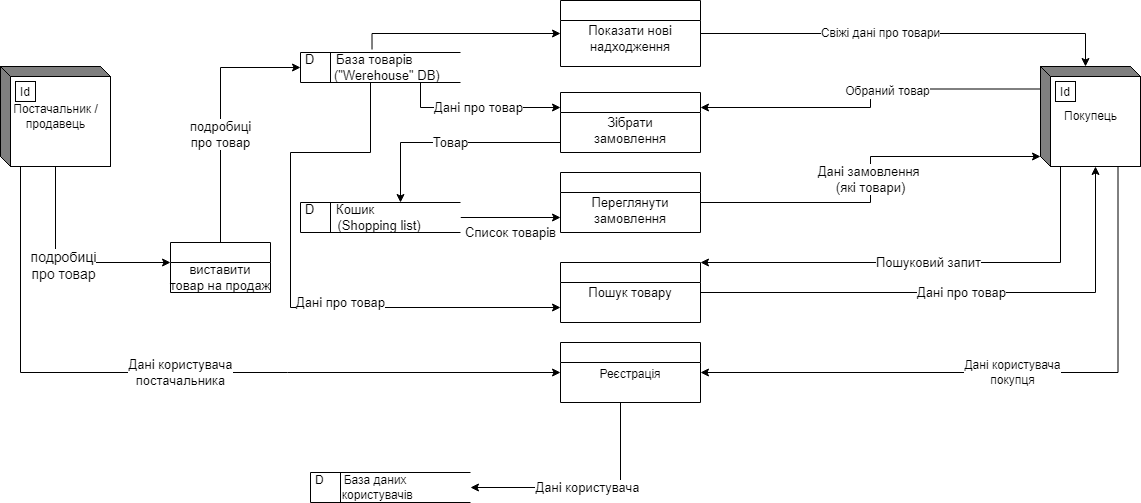 Показати нові
надходження
Свіжі дані про товари
D
База товарів
("Werehouse" DB)
Id
Постачальник /
продавець
Id
Покупець
Обраний товар
Дані про товар
Зібрати
замовлення
подробиці
про товар
Товар
Дані замовлення
(які товари)
D
Кошик
(Shopping list)
Переглянути
замовлення
Список товарів
подробиці
про товар
виставити
товар на продаж
Пошуковий запит
Пошук товару
Дані про товар
Дані про товар
Дані користувача
постачальника
Реєстрація
Дані користувача
покупця
D
База даних
користувачів
Дані користувача